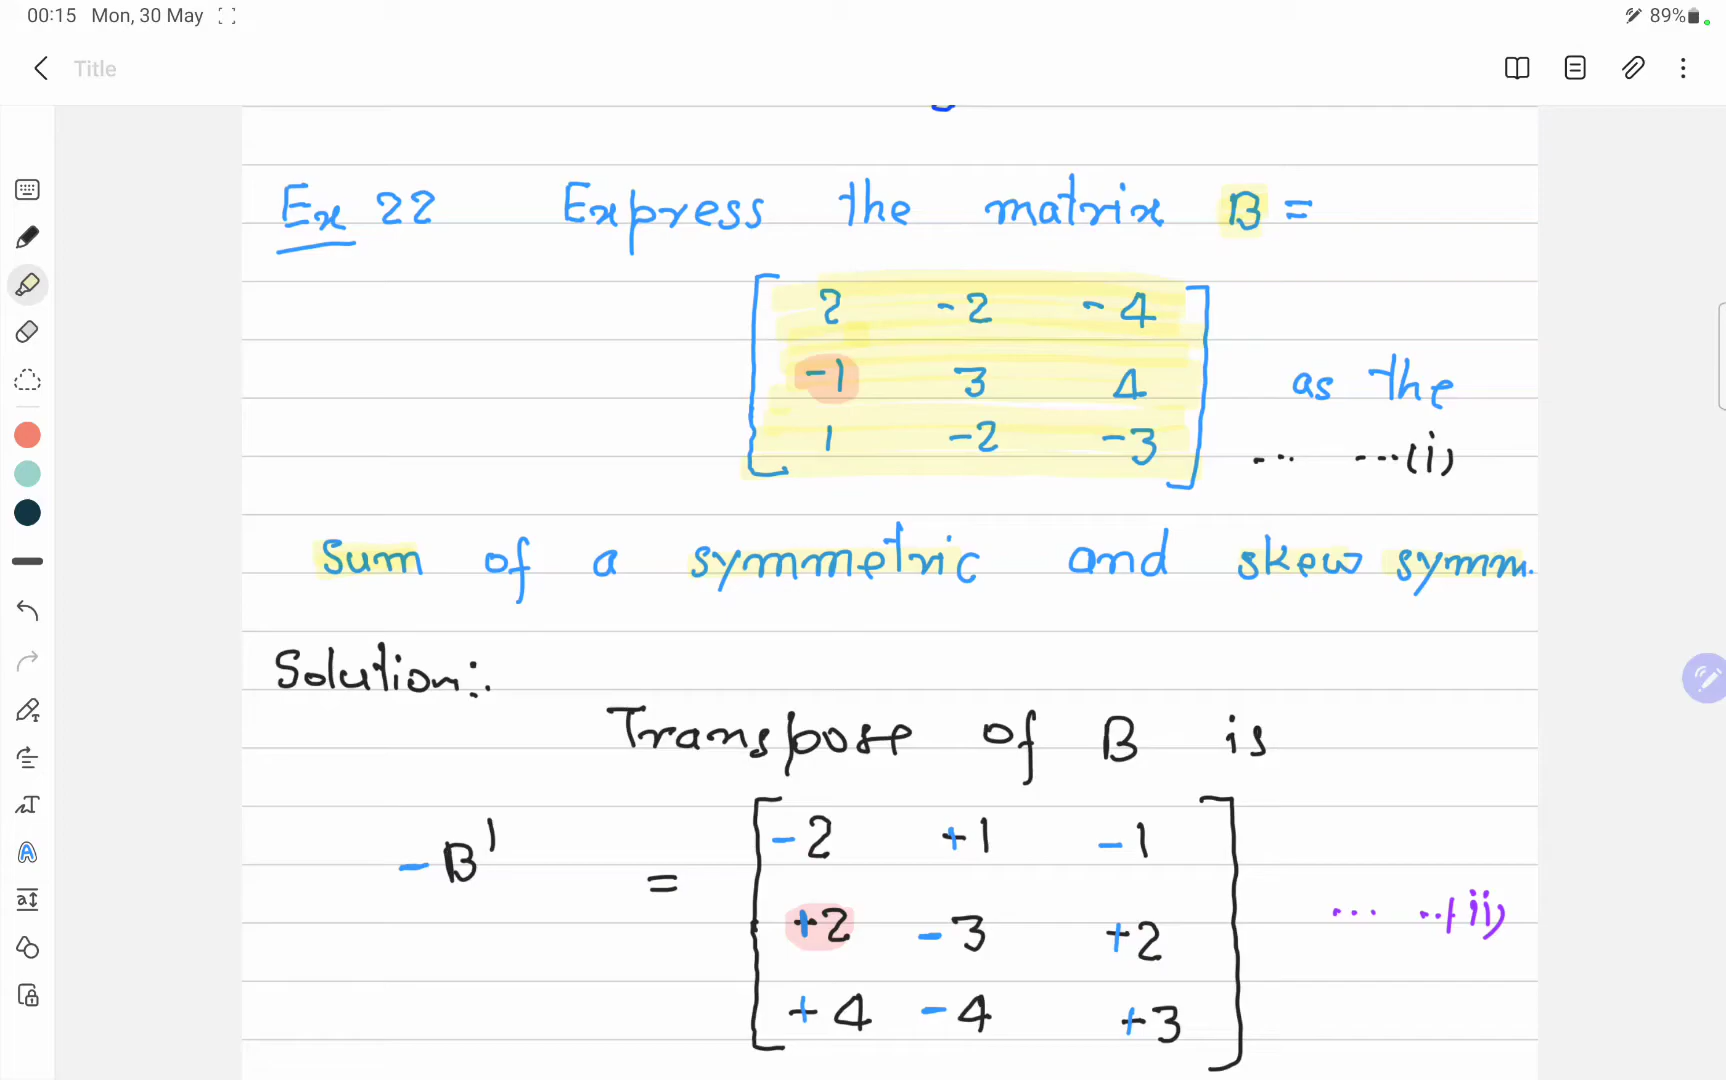 00:15 Mon, 30 May 89%
Title
Ex 22 Express the matrix B =
2 -2 -4
-1 3 4 as the
1 -2 -3 ... ...(i)
Sum of a symmetric and skew symm.
Solution:.
Transpose of B is
-2 +1 -1
-B' = +2 -3 +2 ... ..(ii)
+4 -4 +3